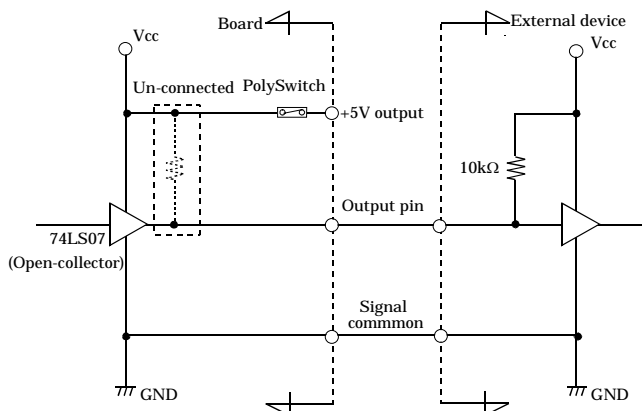 Board
External device
Vcc
Vcc
Un-connected
PolySwitch
+5V output
10kΩ
Output pin
74LS07
(Open-collector)
Signal
commmon
GND
GND